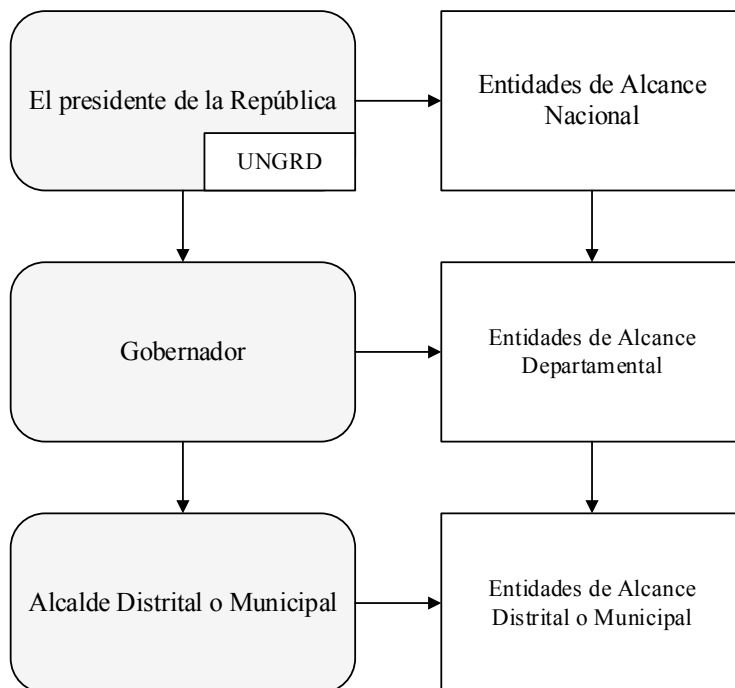 El presidente de la República
UNGRD
Entidades de Alcance
Nacional
Gobernador
Entidades de Alcance
Departamental
Alcalde Distrital o Municipal
Entidades de Alcance
Distrital o Municipal